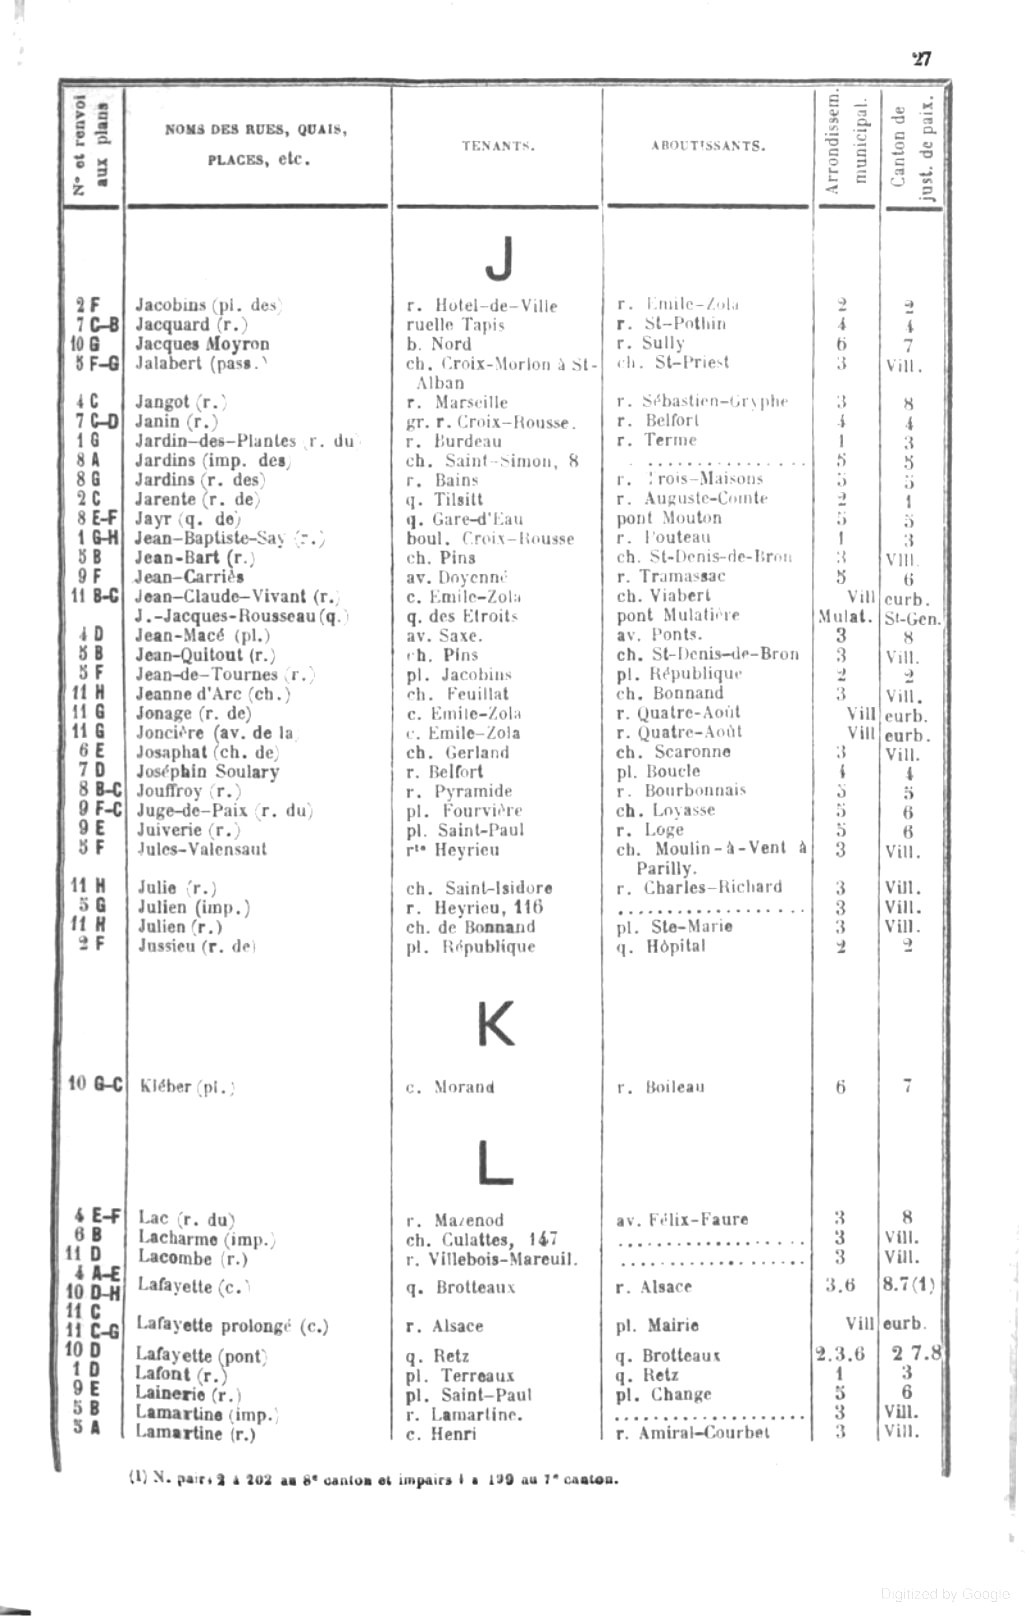 27
N° et renvoi aux plans | NOMS DES RUES, QUAIS, PLACES, etc. | TENANTS. | ABOUTISSANTS. | Arrondissem. municipal. | Canton de just. de paix.
J
2 F Jacobins (pl. des) r. Hotel-de-Ville r. Emile-Zola 2 2
7 C-B Jacquard (r.) ruelle Tapis r. St-Pothin 4 4
10 G Jacques Moyron b. Nord r. Sully 6 7
5 F-G Jalabert (pass.) ch. Croix-Morlon à St- ch. St-Priest 3 Vill.
Alban
4 C Jangot (r.) r. Marseille r. Sébastien-Gryphe 3 8
7 C-D Janin (r.) gr. r. Croix-Rousse. r. Belfort 4 4
1 G Jardin-des-Plantes (r. du) r. Burdeau r. Terme 1 3
8 A Jardins (imp. des) ch. Saint-Simon, 8 ................ 5 5
8 G Jardins (r. des) r. Bains r. Trois-Maisons 5 5
2 C Jarente (r. de) q. Tilsitt r. Auguste-Comte 2 1
8 E-F Jayr (q. de) q. Gare-d'Eau pont Mouton 5 5
1 G-H Jean-Baptiste-Say (r.) boul. Croix-Rousse r. Pouteau 1 3
5 B Jean-Bart (r.) ch. Pins ch. St-Denis-de-Bron 3 Vill.
9 F Jean-Carriès av. Doyenné r. Tramassac 5 6
11 B-C Jean-Claude-Vivant (r.) c. Emile-Zola ch. Viabert Vill eurb.
J.-Jacques-Rousseau (q.) q. des Etroits pont Mulatière Mulat. St-Gen.
4 D Jean-Macé (pl.) av. Saxe. av. Ponts. 3 8
5 B Jean-Quitout (r.) ch. Pins ch. St-Denis-de-Bron 3 Vill.
5 F Jean-de-Tournes (r.) pl. Jacobins pl. République 2 2
11 H Jeanne d'Arc (ch.) ch. Feuillat ch. Bonnand 3 Vill.
11 G Jonage (r. de) c. Emile-Zola r. Quatre-Août Vill eurb.
11 G Joncière (av. de la c. Emile-Zola r. Quatre-Août Vill eurb.
6 E Josaphat (ch. de) ch. Gerland ch. Scaronne 3 Vill.
7 D Joséphin Soulary r. Belfort pl. Boucle 4 4
8 B-C Jouffroy (r.) r. Pyramide r. Bourbonnais 5 5
9 F-C Juge-de-Paix (r. du) pl. Fourvière ch. Loyasse 5 6
9 E Juiverie (r.) pl. Saint-Paul r. Loge 5 6
5 F Jules-Valensaut rte Heyrieu ch. Moulin-à-Vent à 3 Vill.
Parilly.
11 H Julie (r.) ch. Saint-Isidore r. Charles-Richard 3 Vill.
5 G Julien (imp.) r. Heyrieu, 116 .................. 3 Vill.
11 H Julien (r.) ch. de Bonnand pl. Ste-Marie 3 Vill.
2 F Jussieu (r. de) pl. République q. Hôpital 2 2
K
10 G-C Kléber (pl.) c. Morand r. Boileau 6 7
L
4 E-F Lac (r. du) r. Mazenod av. Félix-Faure 3 8
6 B Lacharme (imp.) ch. Culattes, 147 .................. 3 Vill.
11 D Lacombe (r.) r. Villebois-Mareuil. .................. 3 Vill.
4 A-E
10 D-H Lafayette (c.) q. Brotteaux r. Alsace 3.6 8.7(1)
11 C
11 C-G Lafayette prolongé (c.) r. Alsace pl. Mairie Vill eurb.
10 D Lafayette (pont) q. Retz q. Brotteaux 2.3.6 2 7.8
1 D Lafont (r.) pl. Terreaux q. Retz 1 3
9 E Lainerie (r.) pl. Saint-Paul pl. Change 5 6
5 B Lamartine (imp.) r. Lamartine. .................. 3 Vill.
5 A Lamartine (r.) c. Henri r. Amiral-Courbet 3 Vill.
(1) N. pairs 2 à 202 au 8e canton et impairs 1 à 199 au 7e canton.
Digitized by Google